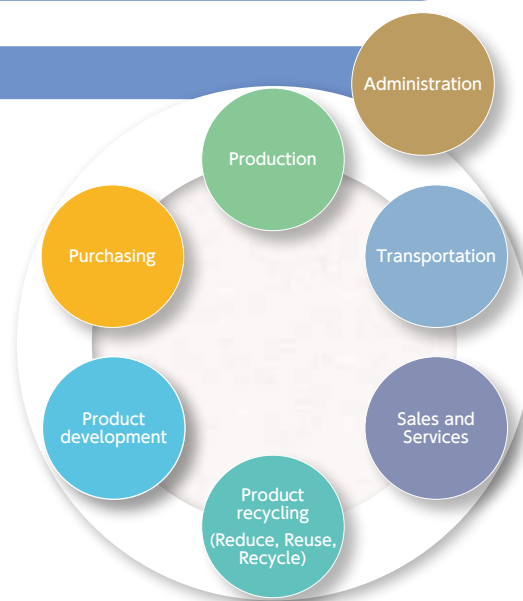 Administration
Production
Purchasing
Transportation
Product
development
Sales and
Services
Product
recycling
(Reduce, Reuse,
Recycle)